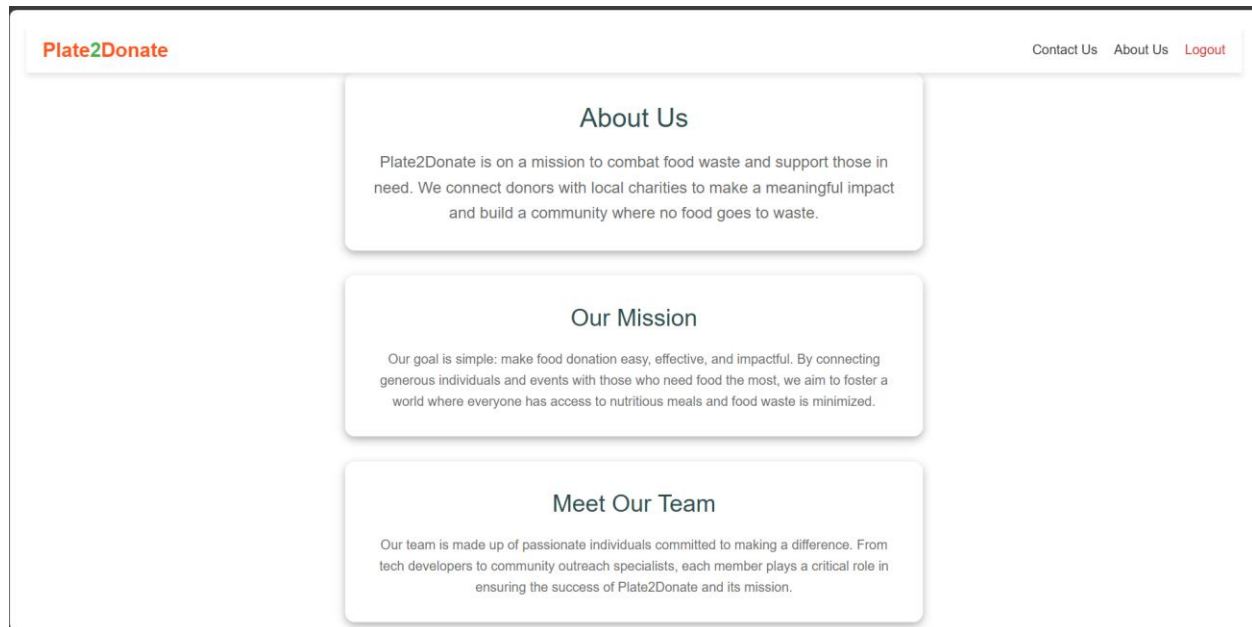 Plate2Donate
Contact Us About Us Logout
About Us
Plate2Donate is on a mission to combat food waste and support those in
need. We connect donors with local charities to make a meaningful impact
and build a community where no food goes to waste.
Our Mission
Our goal is simple: make food donation easy, effective, and impactful. By connecting
generous individuals and events with those who need food the most, we aim to foster a
world where everyone has access to nutritious meals and food waste is minimized.
Meet Our Team
Our team is made up of passionate individuals committed to making a difference. From
tech developers to community outreach specialists, each member plays a critical role in
ensuring the success of Plate2Donate and its mission.